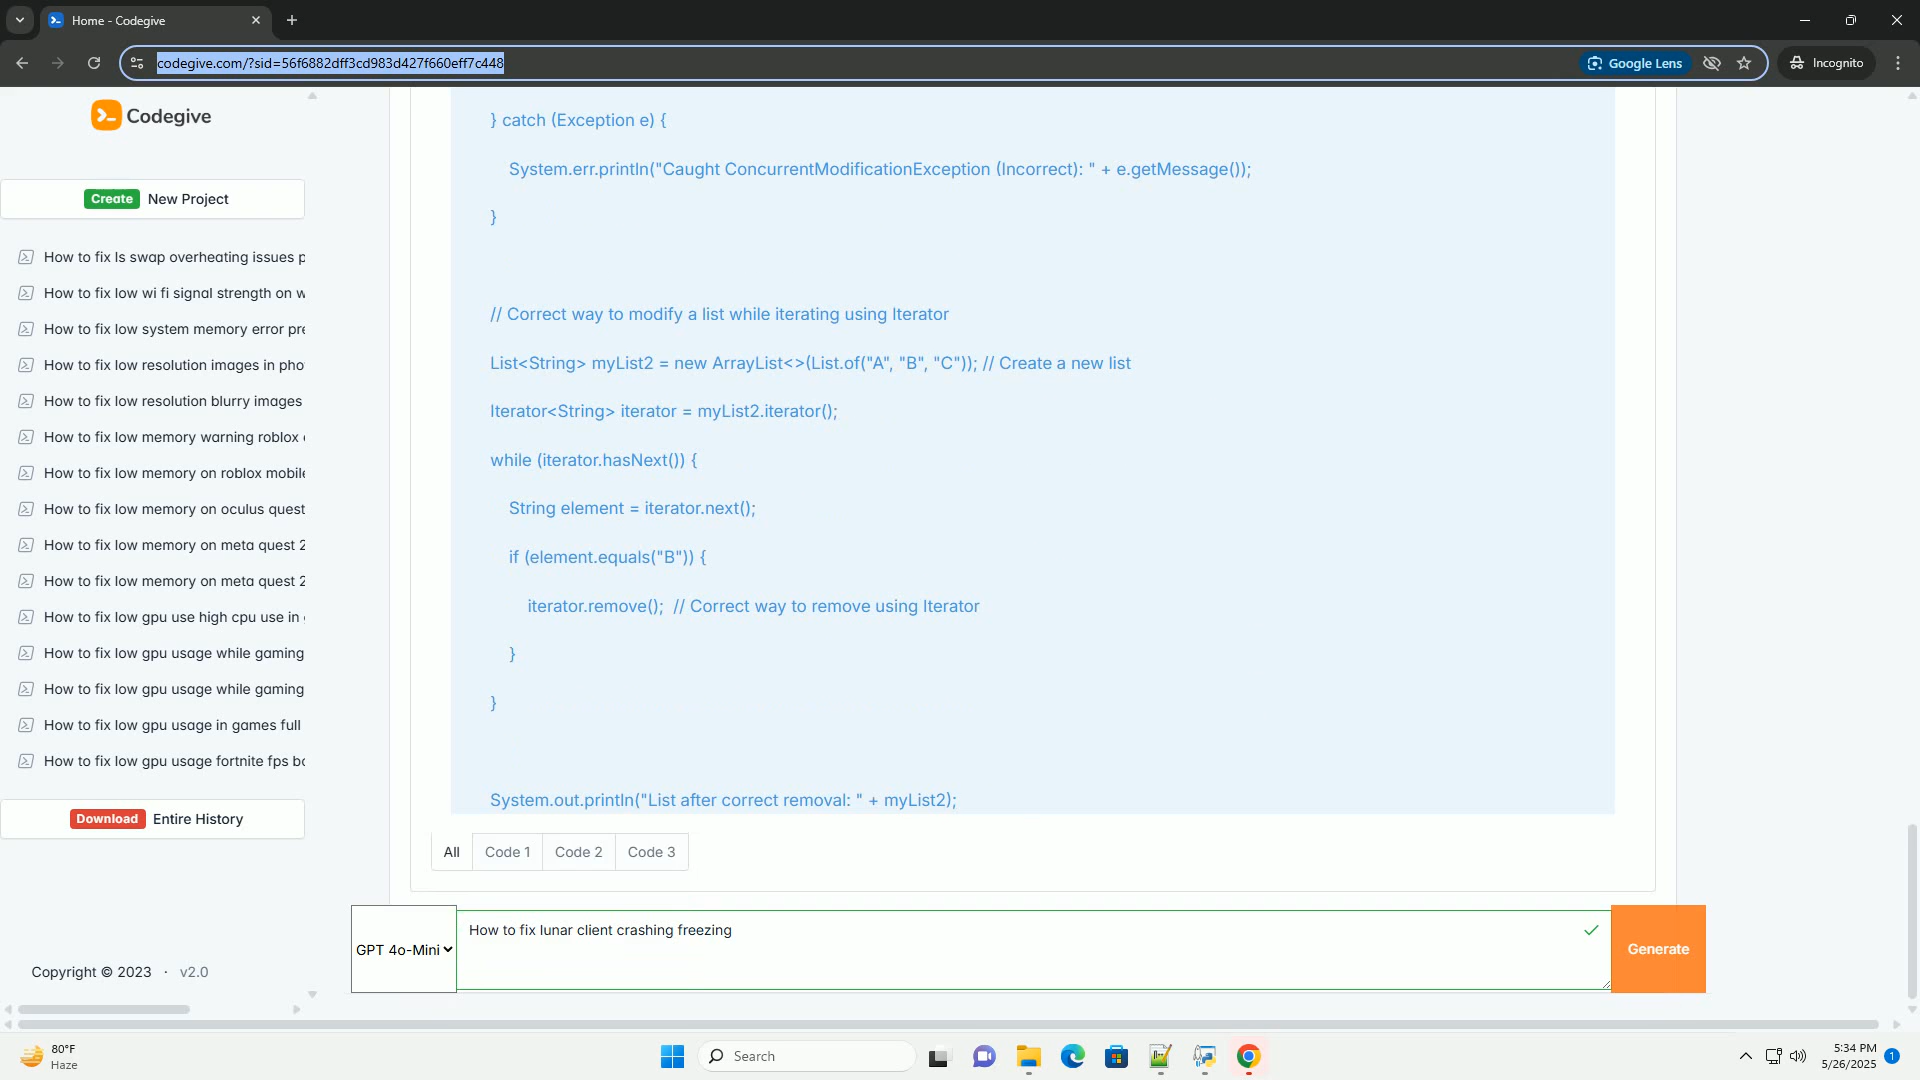 Home - Codegive
codegive.com/?sid=56f6882dff3cd983d427f660eff7c448
Google Lens
Incognito
Codegive
Create New Project
How to fix ls swap overheating issues p
How to fix low wi fi signal strength on w
How to fix low system memory error pre
How to fix low resolution images in pho
How to fix low resolution blurry images
How to fix low memory warning roblox
How to fix low memory on roblox mobile
How to fix low memory on oculus quest
How to fix low memory on meta quest 2
How to fix low memory on meta quest 2
How to fix low gpu use high cpu use in
How to fix low gpu usage while gaming
How to fix low gpu usage while gaming
How to fix low gpu usage in games full
How to fix low gpu usage fortnite fps bo
Download Entire History
Copyright © 2023 · v2.0
} catch (Exception e) {
System.err.println("Caught ConcurrentModificationException (Incorrect): " + e.getMessage());
}
// Correct way to modify a list while iterating using Iterator
List<String> myList2 = new ArrayList<>(List.of("A", "B", "C")); // Create a new list
Iterator<String> iterator = myList2.iterator();
while (iterator.hasNext()) {
String element = iterator.next();
if (element.equals("B")) {
iterator.remove(); // Correct way to remove using Iterator
}
}
System.out.println("List after correct removal: " + myList2);
All Code 1 Code 2 Code 3
GPT 4o-Mini
How to fix lunar client crashing freezing
Generate
80°F
Haze
Search
5:34 PM
5/26/2025
1